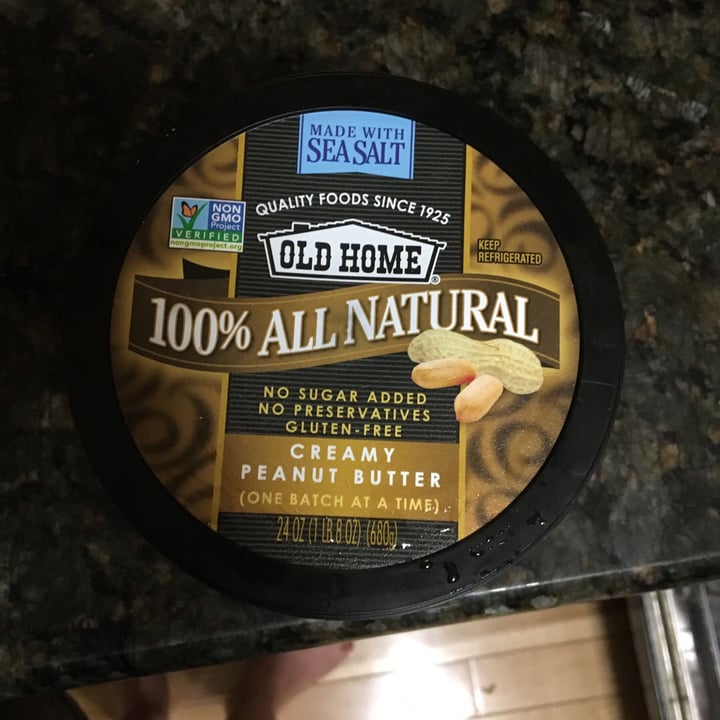 MADE WITH
SEA SALT
QUALITY FOODS SINCE 1925
NON
GMO
Project
VERIFIED
nongmoproject.org
OLD HOME®
KEEP
REFRIGERATED
100% ALL NATURAL
NO SUGAR ADDED
NO PRESERVATIVES
GLUTEN-FREE
CREAMY
PEANUT BUTTER
(ONE BATCH AT A TIME)
24 OZ (1 LB 8 OZ) (680g)